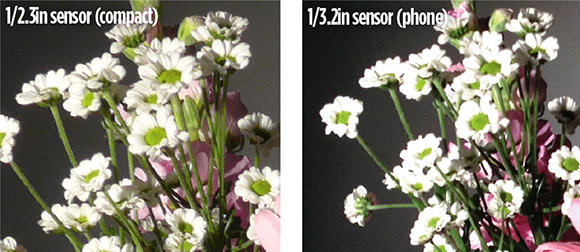 1/2.3in sensor (compact)
1/3.2in sensor (phone)